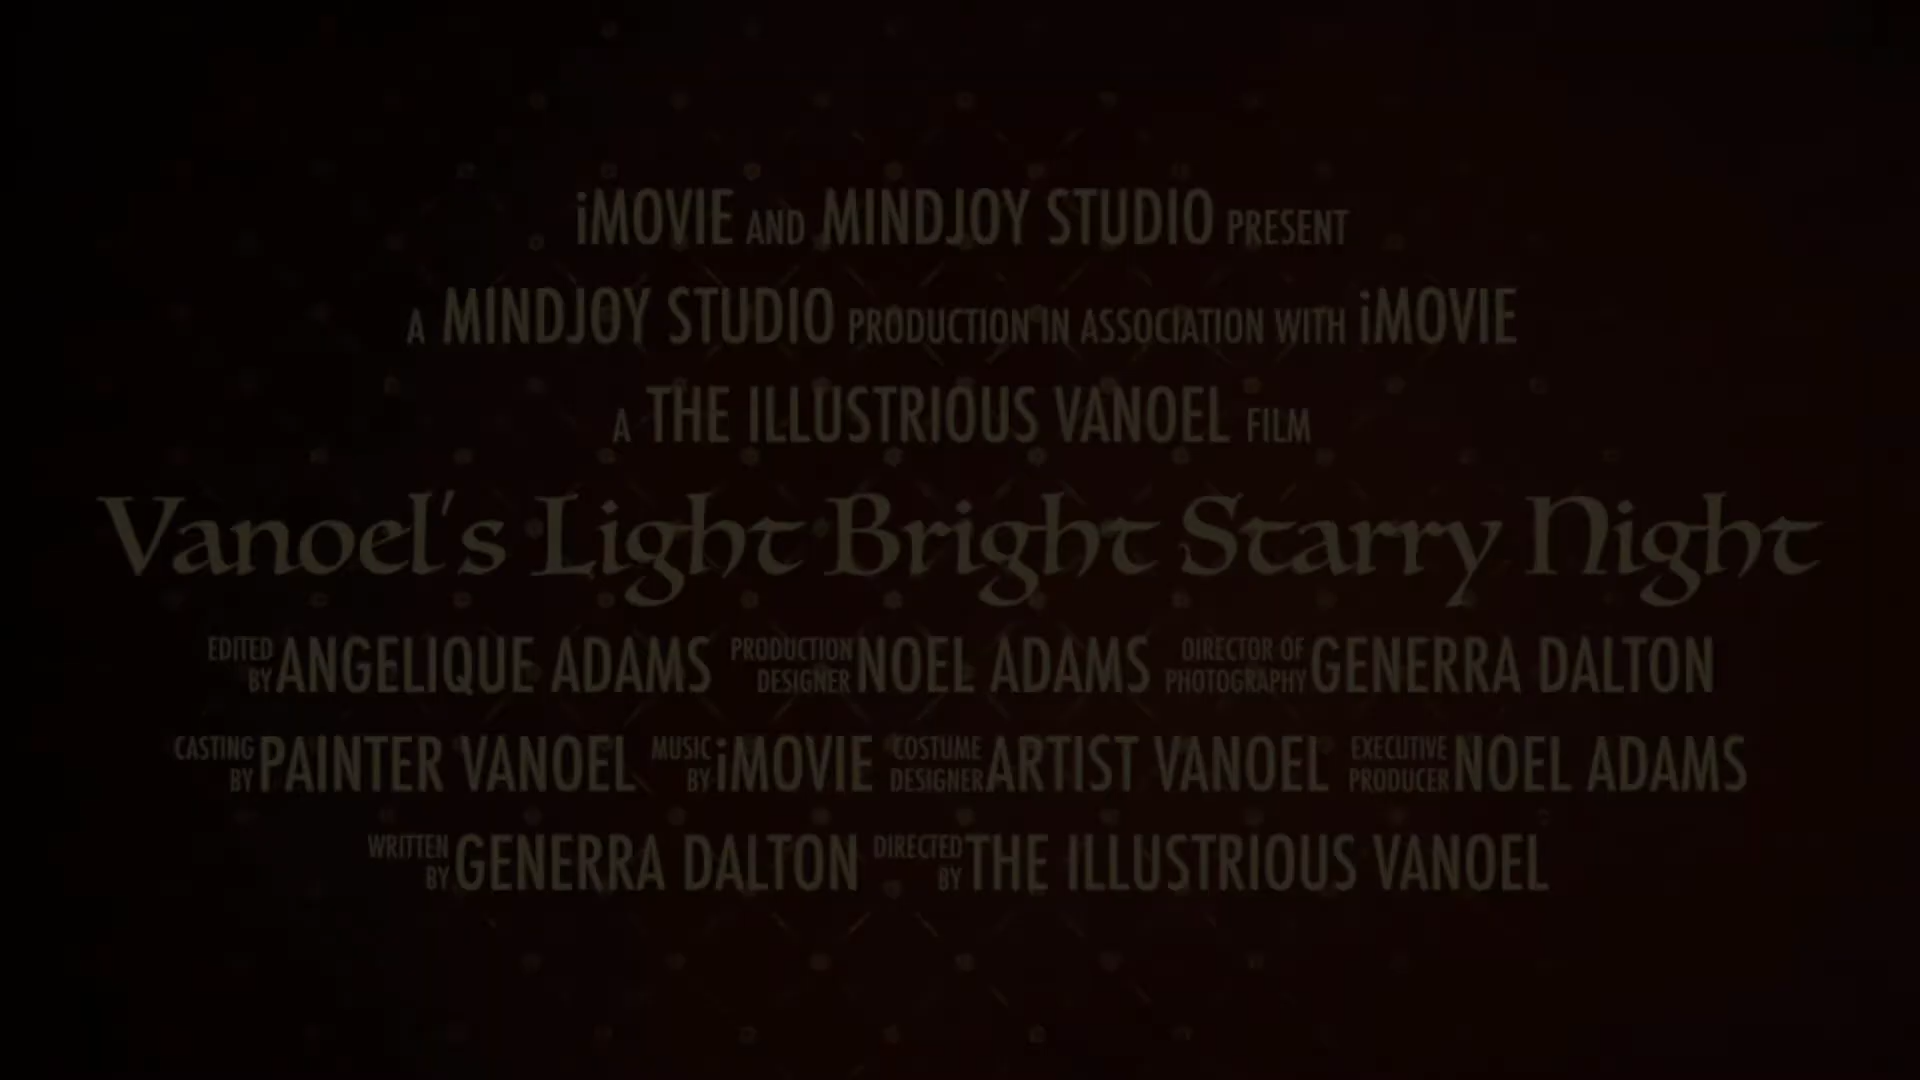 iMOVIE AND MINDJOY STUDIO PRESENT
A MINDJOY STUDIO PRODUCTION IN ASSOCIATION WITH iMOVIE
A THE ILLUSTRIOUS VANOEL FILM
Vanoel's Light Bright Starry Night
EDITED BY ANGELIQUE ADAMS PRODUCTION DESIGNER NOEL ADAMS DIRECTOR OF PHOTOGRAPHY GENERRA DALTON
CASTING BY PAINTER VANOEL MUSIC BY iMOVIE COSTUME DESIGNER ARTIST VANOEL EXECUTIVE PRODUCER NOEL ADAMS
WRITTEN BY GENERRA DALTON DIRECTED BY THE ILLUSTRIOUS VANOEL